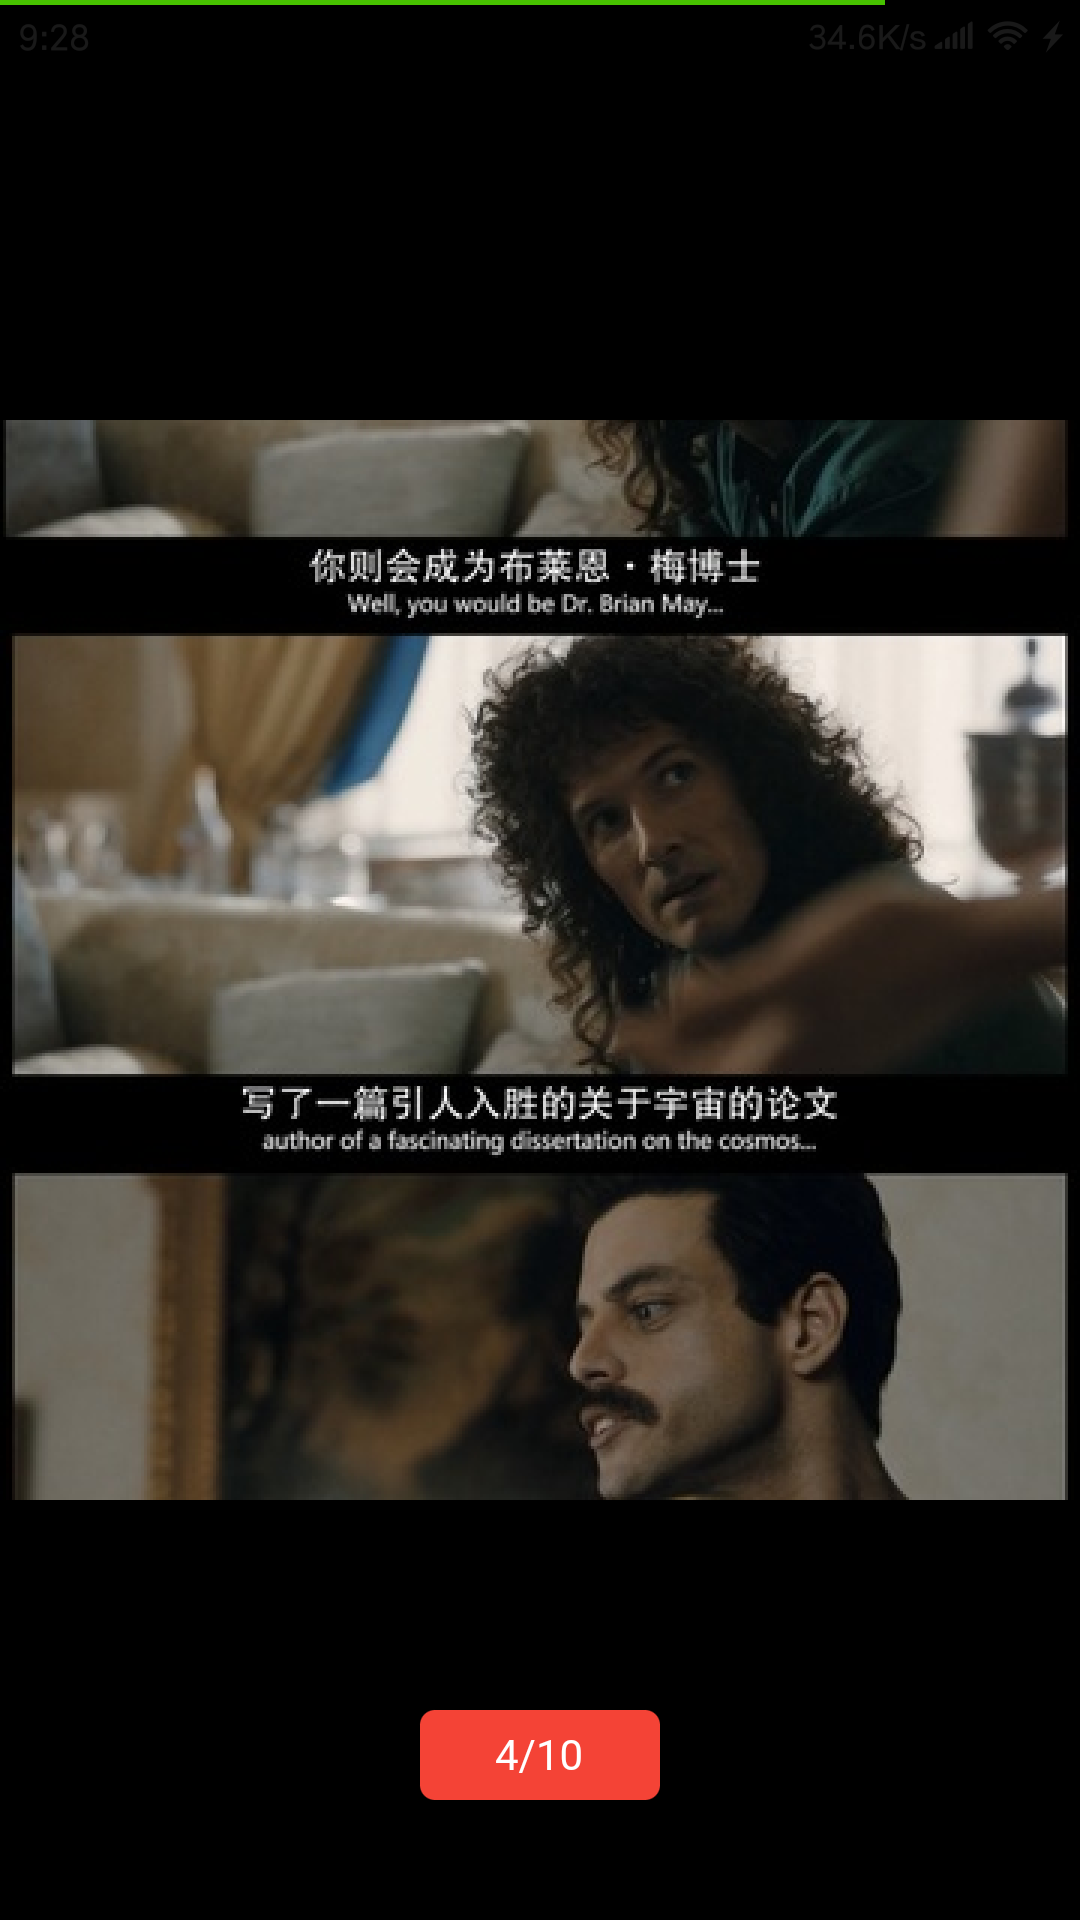 9:28
34.6K/s
你则会成为布莱恩·梅博士
Well, you would be Dr. Brian May...
写了一篇引人入胜的关于宇宙的论文
author of a fascinating dissertation on the cosmos...
4/10